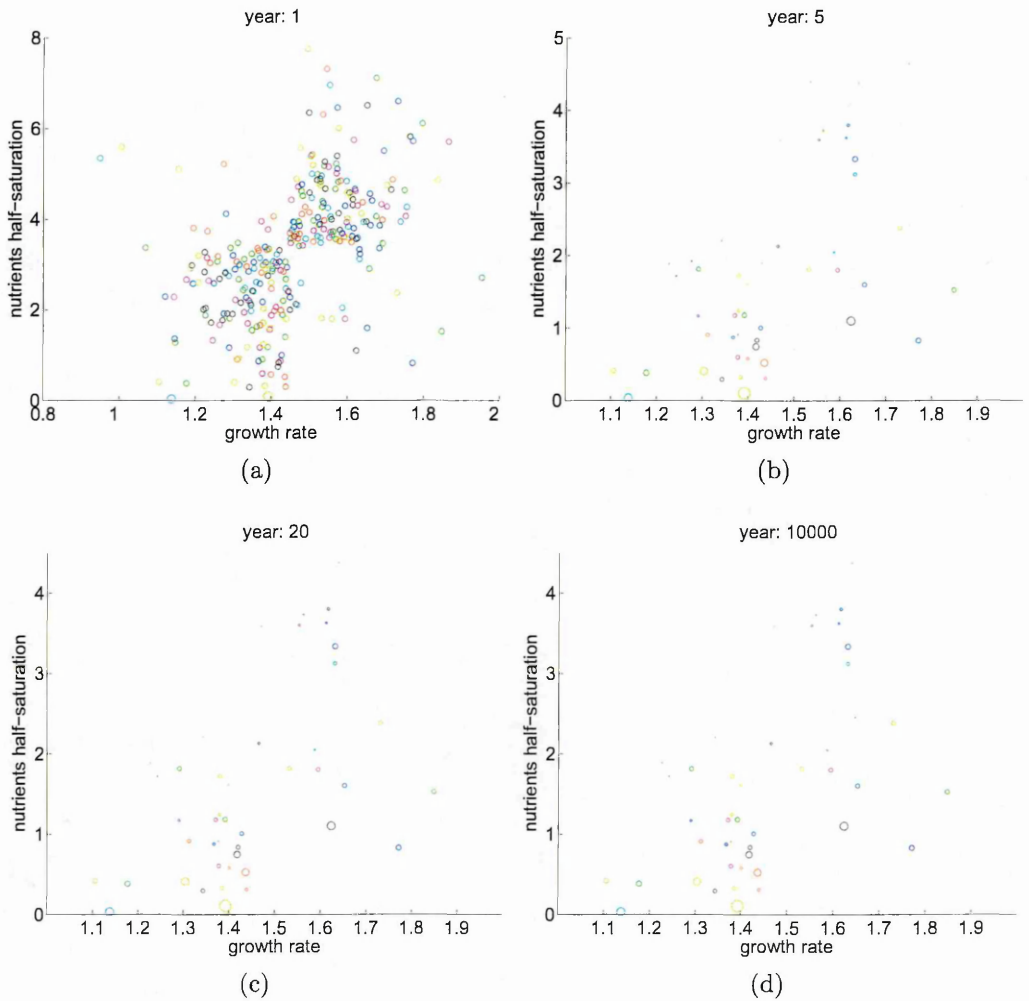 year: 1
year: 5
nutrients half-saturation
8
6
4
2
0
0.8 1 1.2 1.4 1.6 1.8 2
growth rate
(a)
nutrients half-saturation
5
4
3
2
1
0
1.1 1.2 1.3 1.4 1.5 1.6 1.7 1.8 1.9
growth rate
(b)
year: 20
year: 10000
nutrients half-saturation
4
3
2
1
0
1.1 1.2 1.3 1.4 1.5 1.6 1.7 1.8 1.9
growth rate
(c)
nutrients half-saturation
4
3
2
1
0
1.1 1.2 1.3 1.4 1.5 1.6 1.7 1.8 1.9
growth rate
(d)